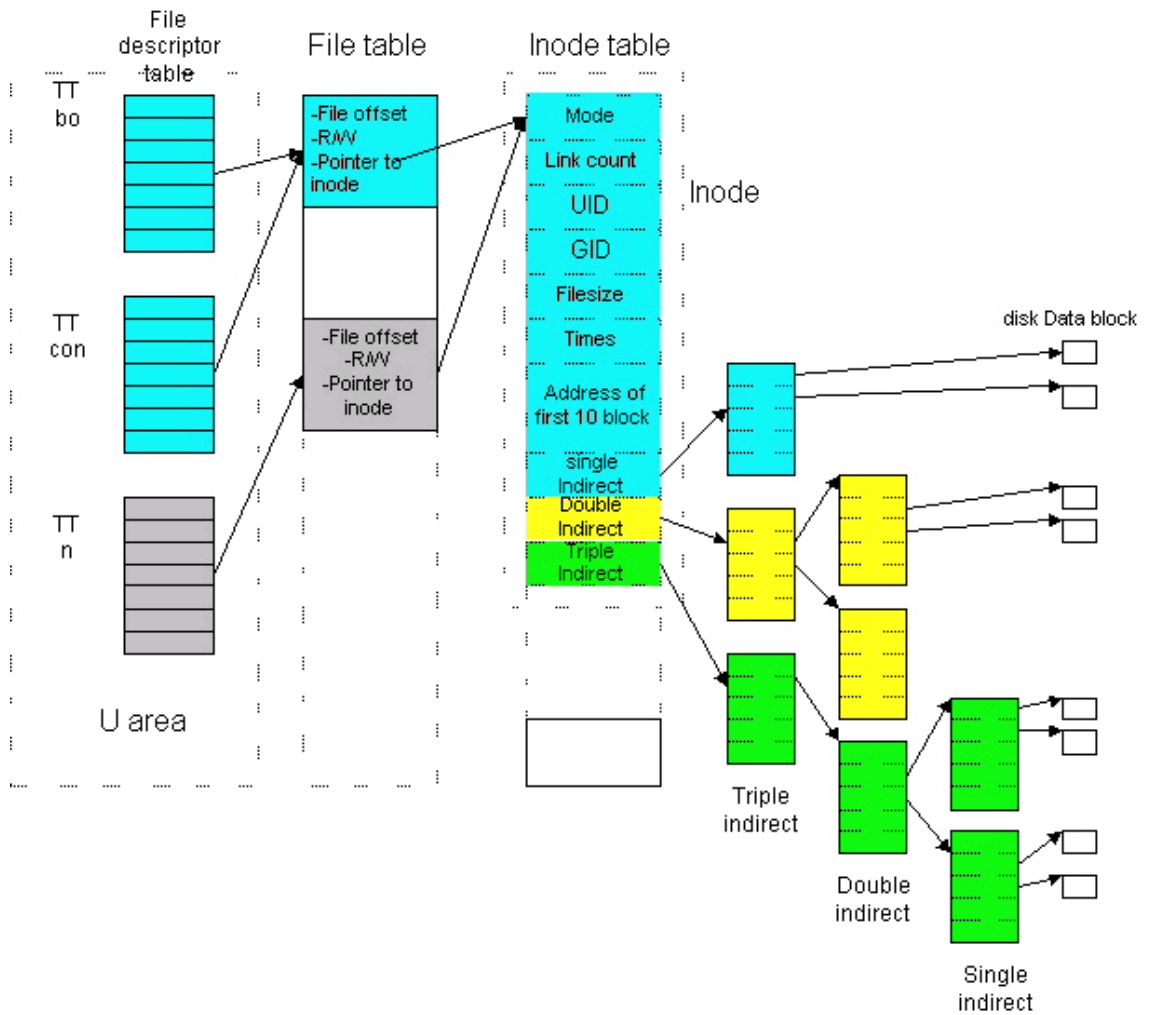 File
descriptor
table
File table
Inode table
TT
bo
TT
con
TT
n
U area
-File offset
-R/W
-Pointer to
inode
-File offset
-R/W
-Pointer to
inode
Mode
Link count
UID
GID
Filesize
Times
Address of
first 10 block
single
Indirect
Double
Indirect
Triple
Indirect
Inode
disk Data block
Triple
indirect
Double
indirect
Single
indirect